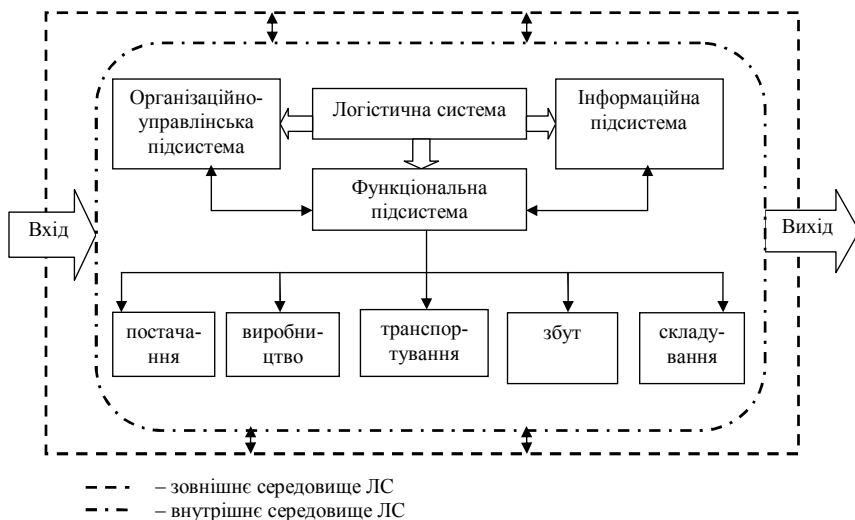 Організаційно-
управлінська
підсистема
Логістична система
Інформаційна
підсистема
Функціональна
підсистема
Вхід
Вихід
постача-
ння
виробни-
цтво
транспор-
тування
збут
складу-
вання
– зовнішнє середовище ЛС
– внутрішнє середовище ЛС